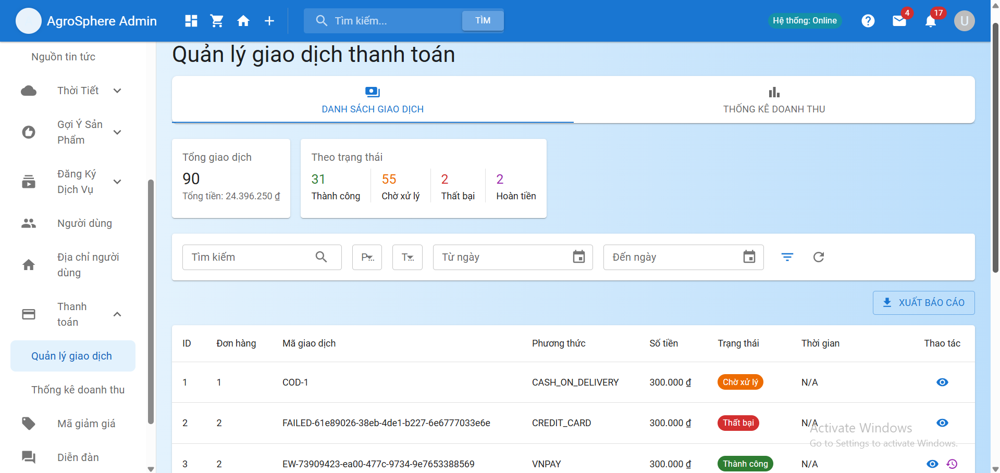 AgroSphere Admin
Tìm kiếm...
TÌM
Hệ thống: Online
4
17
U
Nguồn tin tức
Thời Tiết
Gợi Ý Sản
Phẩm
Đăng Ký
Dịch Vụ
Người dùng
Địa chỉ người
dùng
Thanh
toán
Quản lý giao dịch
Thống kê doanh thu
Mã giảm giá
Diễn đàn
Quản lý giao dịch thanh toán
DANH SÁCH GIAO DỊCH
THỐNG KÊ DOANH THU
Tổng giao dịch
90
Tổng tiền: 24.396.250 ₫
Theo trạng thái
31
Thành công
55
Chờ xử lý
2
Thất bại
2
Hoàn tiền
Tìm kiếm
P...
T...
Từ ngày
Đến ngày
XUẤT BÁO CÁO
ID Đơn hàng Mã giao dịch Phương thức Số tiền Trạng thái Thời gian Thao tác
1 1 COD-1 CASH_ON_DELIVERY 300.000 ₫ Chờ xử lý N/A
2 2 FAILED-61e89026-38eb-4de1-b227-6e6777033e6e CREDIT_CARD 300.000 ₫ Thất bại N/A
3 2 EW-73909423-ea00-477c-9734-9e7653388569 VNPAY 300.000 ₫ Thành công N/A
Activate Windows
Go to Settings to activate Windows.